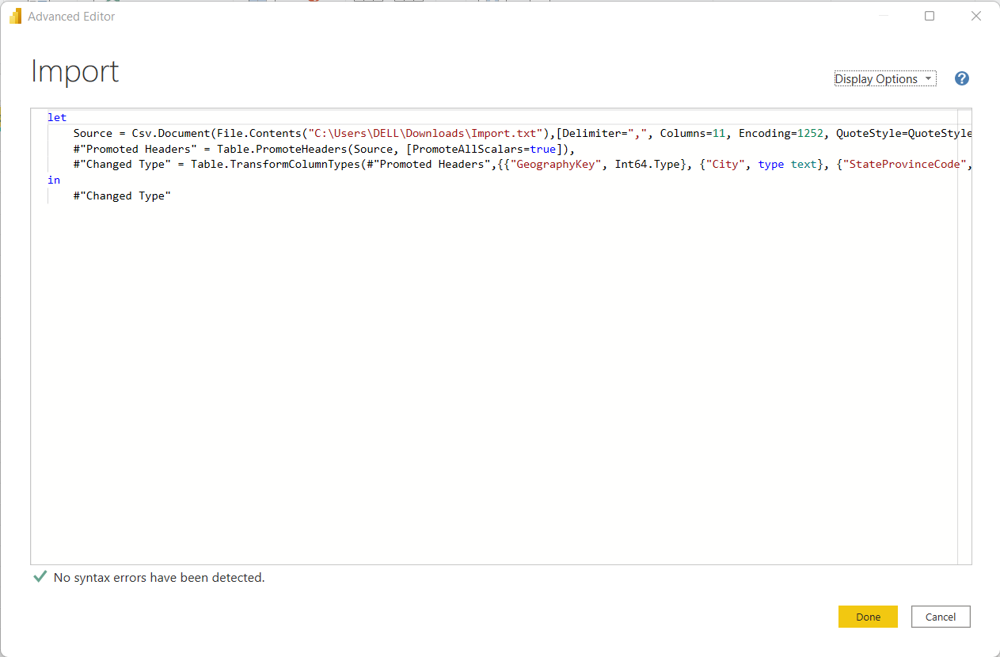 Advanced Editor
Import
Display Options
let
Source = Csv.Document(File.Contents("C:\Users\DELL\Downloads\Import.txt"),[Delimiter=",", Columns=11, Encoding=1252, QuoteStyle=QuoteStyle
#"Promoted Headers" = Table.PromoteHeaders(Source, [PromoteAllScalars=true]),
#"Changed Type" = Table.TransformColumnTypes(#"Promoted Headers",{{"GeographyKey", Int64.Type}, {"City", type text}, {"StateProvinceCode",
in
#"Changed Type"
No syntax errors have been detected.
Done Cancel